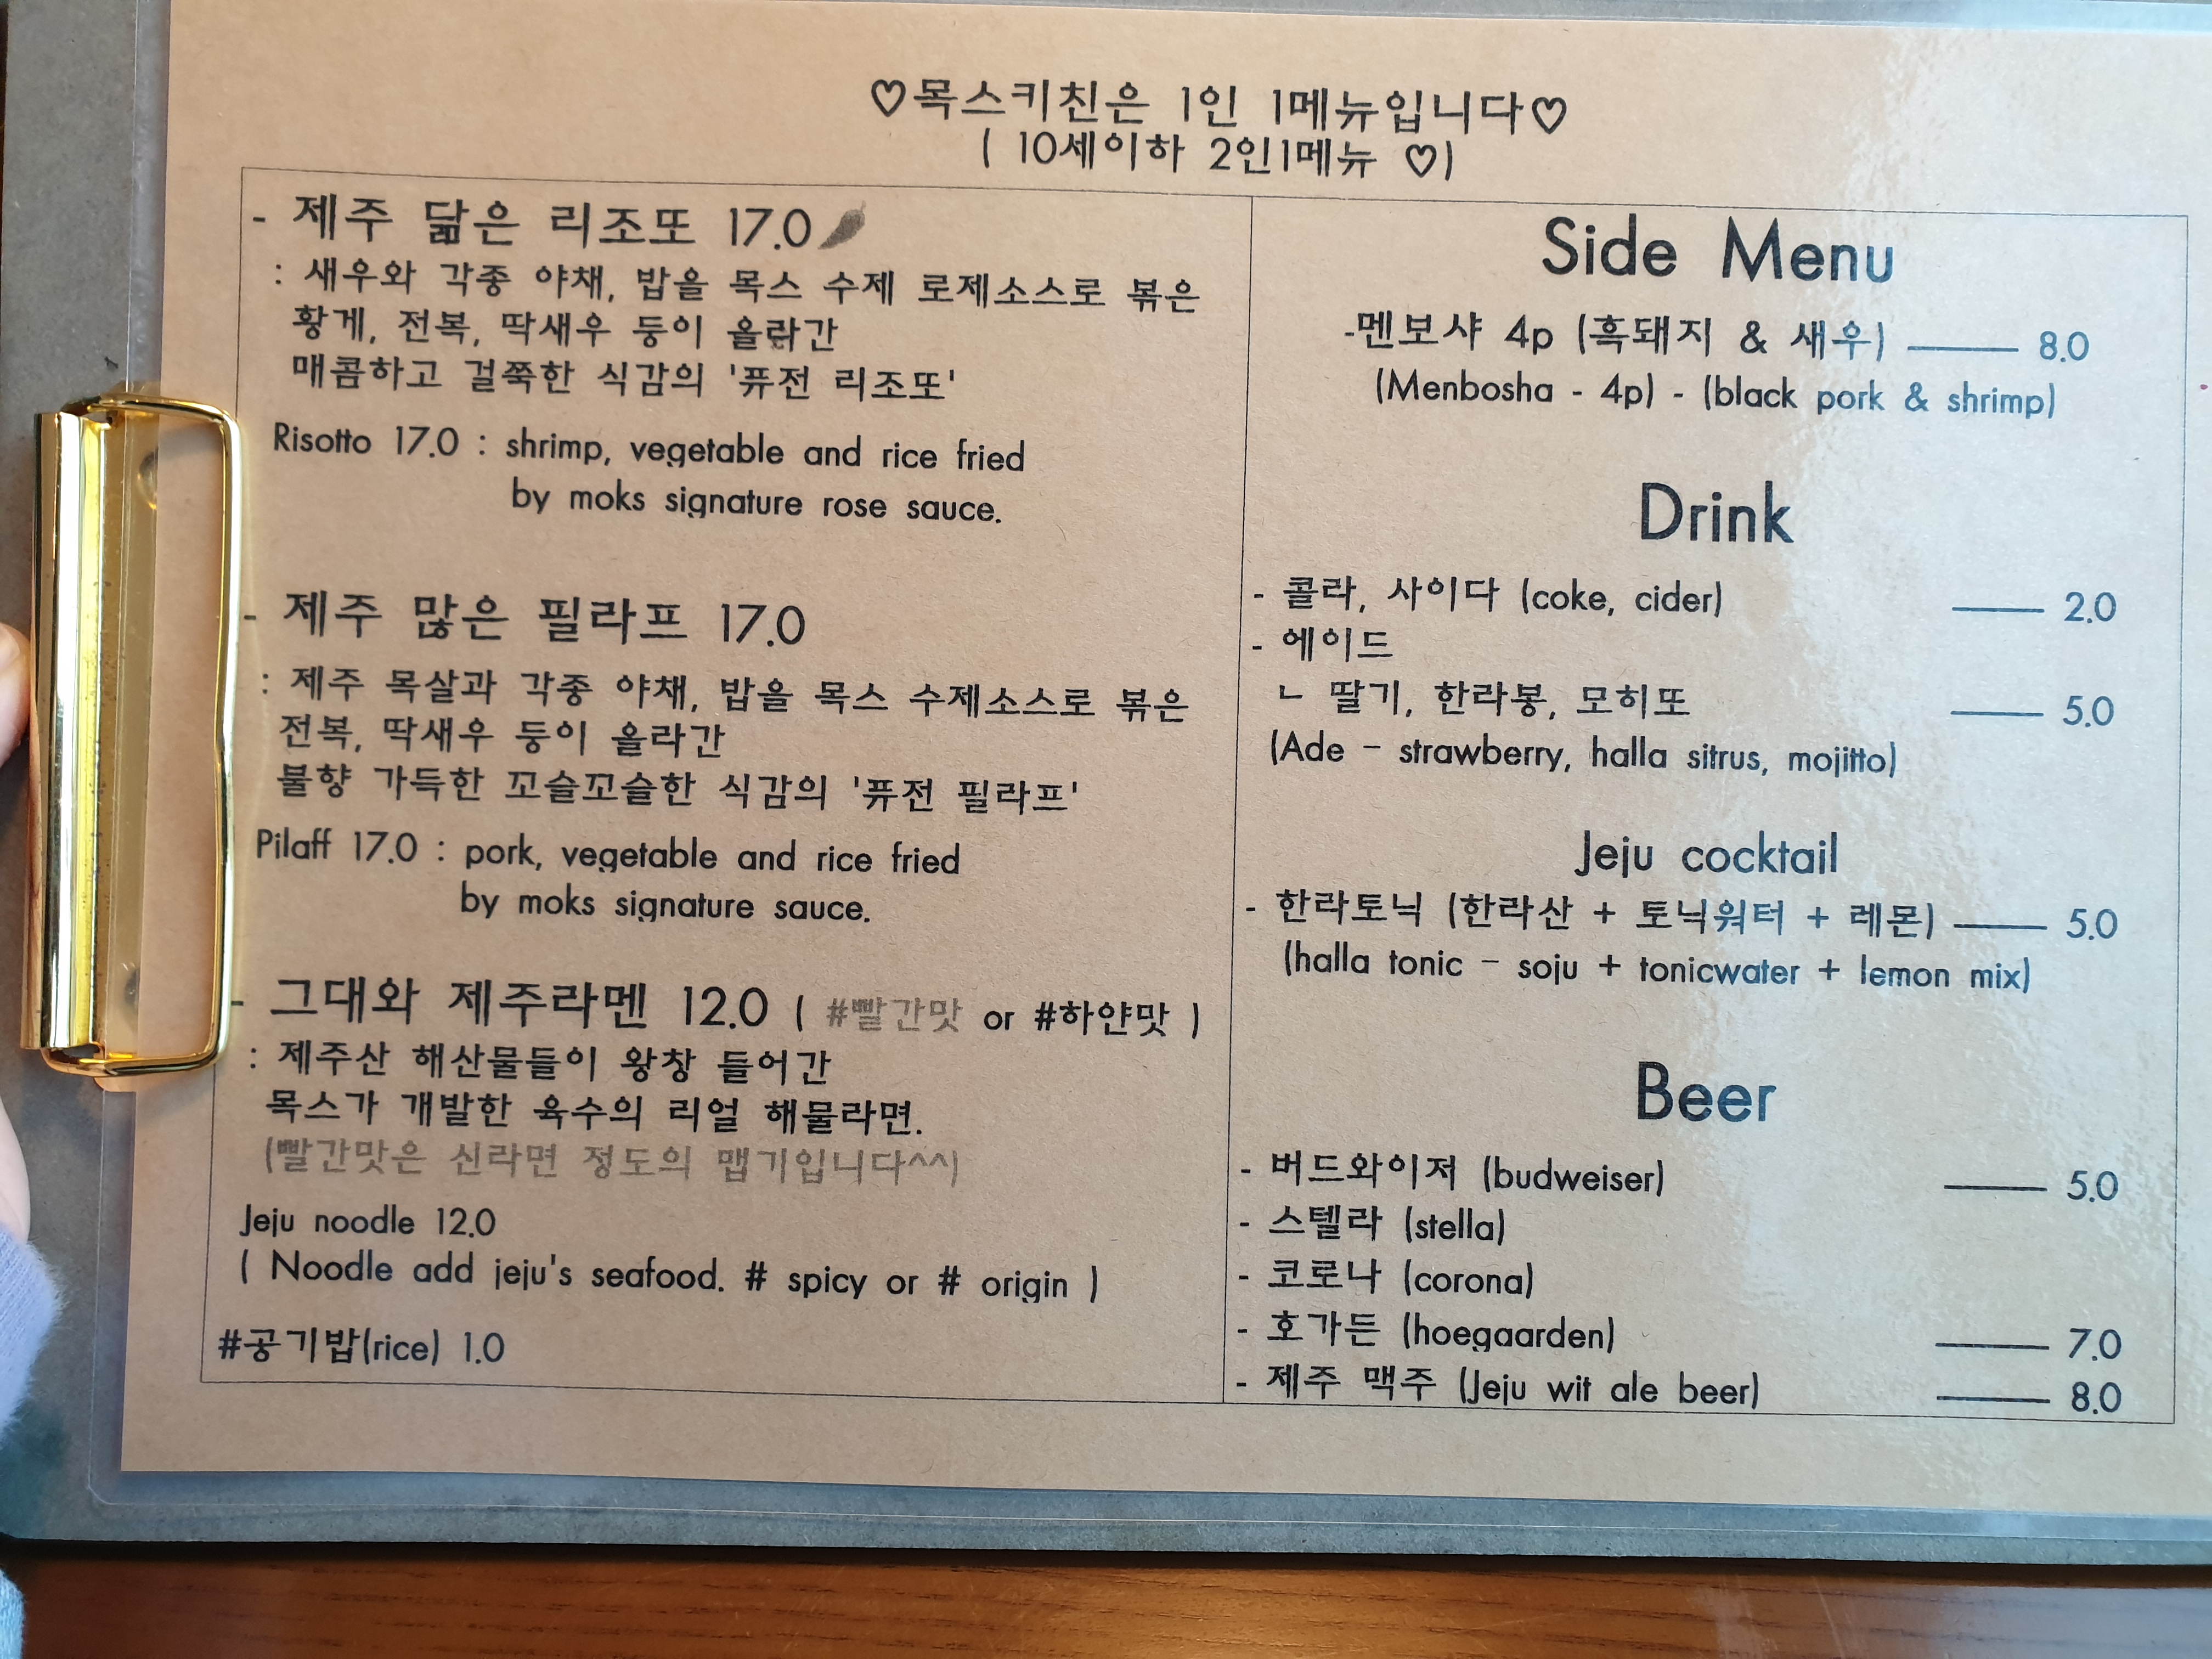 ♡목스키친은 1인 1메뉴입니다♡
( 10세이하 2인1메뉴 ♡)
- 제주 닮은 리조또 17.0
: 새우와 각종 야채, 밥을 목스 수제 로제소스로 볶은
황게, 전복, 딱새우 등이 올라간
매콤하고 걸쭉한 식감의 '퓨전 리조또'
Risotto 17.0 : shrimp, vegetable and rice fried
by moks signature rose sauce.
- 제주 많은 필라프 17.0
: 제주 목살과 각종 야채, 밥을 목스 수제소스로 볶은
전복, 딱새우 등이 올라간
불향 가득한 꼬슬꼬슬한 식감의 '퓨전 필라프'
Pilaff 17.0 : pork, vegetable and rice fried
by moks signature sauce.
- 그대와 제주라멘 12.0 ( #빨간맛 or #하얀맛 )
: 제주산 해산물들이 왕창 들어간
목스가 개발한 육수의 리얼 해물라면.
(빨간맛은 신라면 정도의 맵기입니다^^)
Jeju noodle 12.0
( Noodle add jeju's seafood. # spicy or # origin )
#공기밥(rice) 1.0
Side Menu
-멘보샤 4p (흑돼지 & 새우) —— 8.0
(Menbosha - 4p) - (black pork & shrimp)
Drink
- 콜라, 사이다 (coke, cider) —— 2.0
- 에이드
ㄴ 딸기, 한라봉, 모히또 —— 5.0
(Ade - strawberry, halla sitrus, mojitto)
Jeju cocktail
- 한라토닉 (한라산 + 토닉워터 + 레몬) —— 5.0
(halla tonic - soju + tonicwater + lemon mix)
Beer
- 버드와이저 (budweiser) —— 5.0
- 스텔라 (stella)
- 코로나 (corona)
- 호가든 (hoegaarden) —— 7.0
- 제주 맥주 (Jeju wit ale beer) —— 8.0